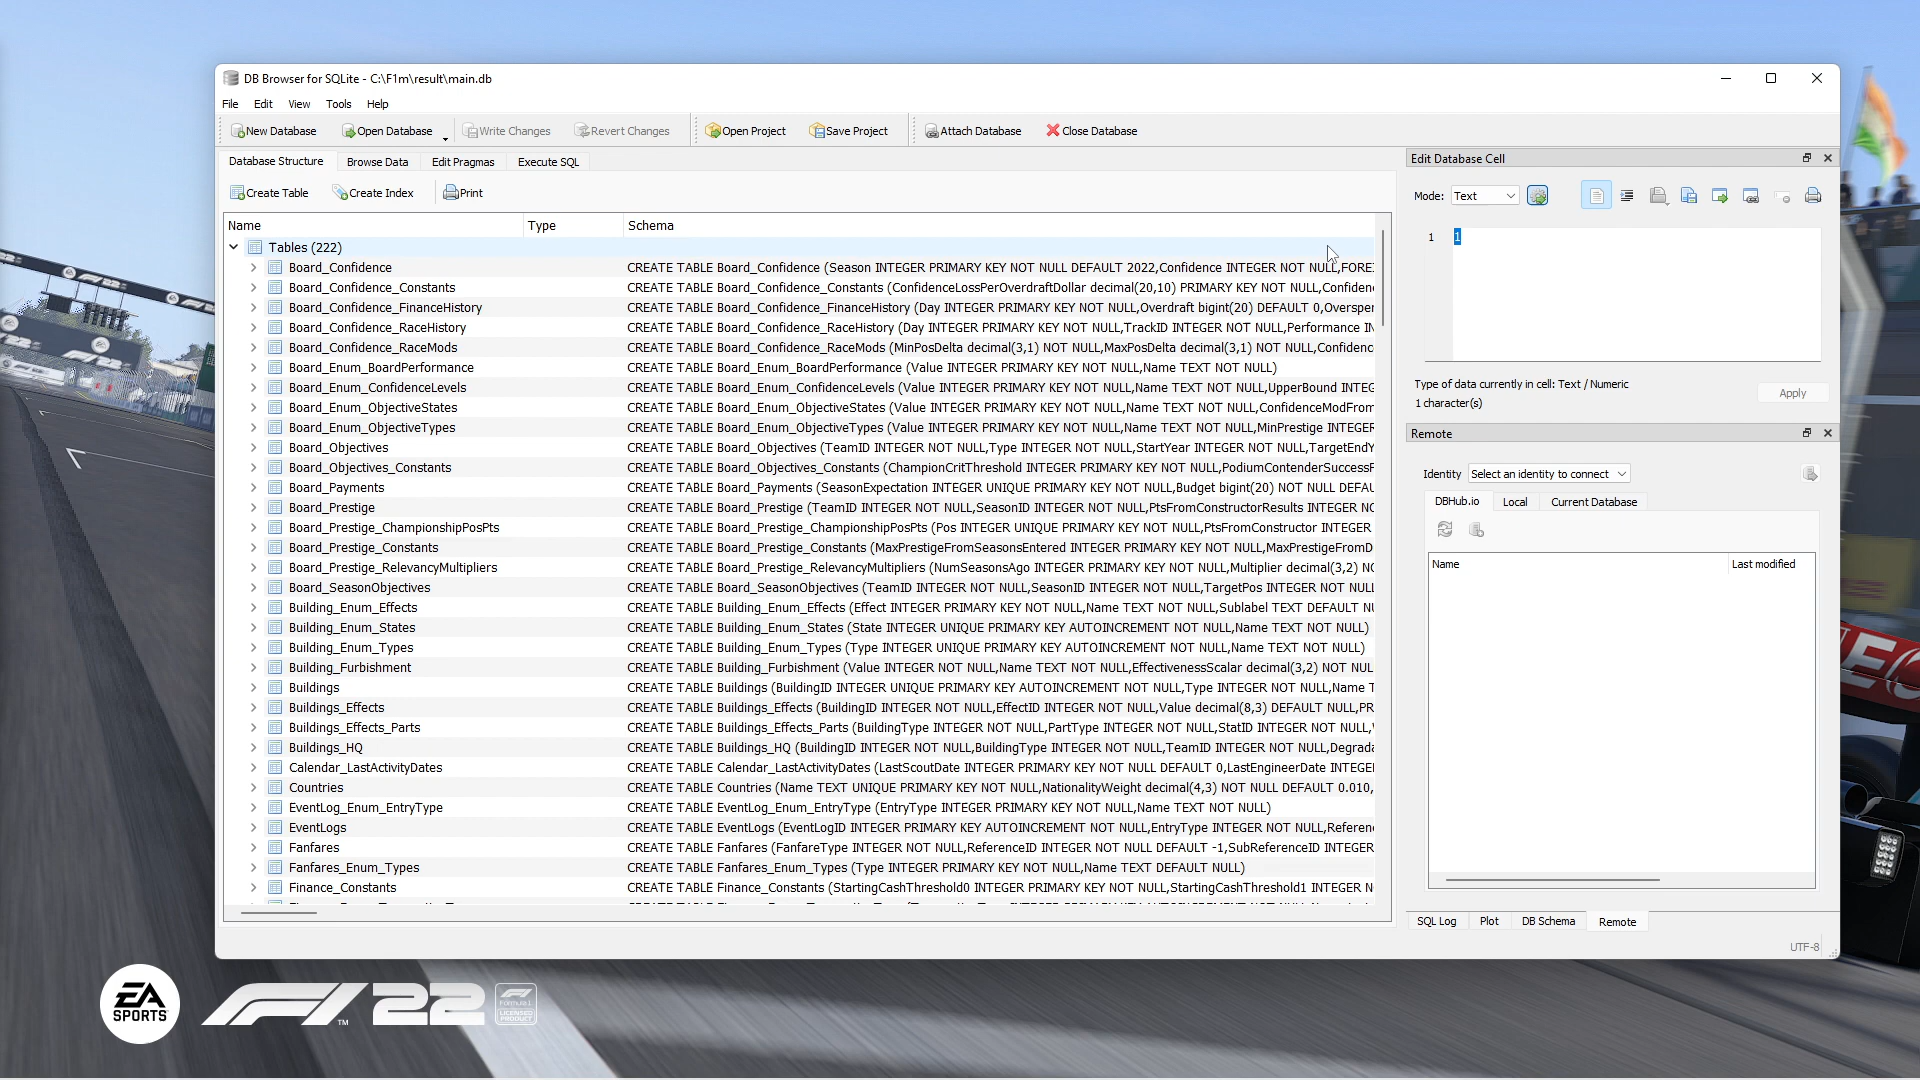 DB Browser for SQLite - C:\F1m\result\main.db
File Edit View Tools Help
New Database Open Database Write Changes Revert Changes Open Project Save Project Attach Database Close Database
Database Structure Browse Data Edit Pragmas Execute SQL
Create Table Create Index Print
Name Type Schema
Tables (222)
Board_Confidence CREATE TABLE Board_Confidence (Season INTEGER PRIMARY KEY NOT NULL DEFAULT 2022,Confidence INTEGER NOT NULL,FORE
Board_Confidence_Constants CREATE TABLE Board_Confidence_Constants (ConfidenceLossPerOverdraftDollar decimal(20,10) PRIMARY KEY NOT NULL,Confidenc
Board_Confidence_FinanceHistory CREATE TABLE Board_Confidence_FinanceHistory (Day INTEGER PRIMARY KEY NOT NULL,Overdraft bigint(20) DEFAULT 0,Oversper
Board_Confidence_RaceHistory CREATE TABLE Board_Confidence_RaceHistory (Day INTEGER PRIMARY KEY NOT NULL,TrackID INTEGER NOT NULL,Performance IN
Board_Confidence_RaceMods CREATE TABLE Board_Confidence_RaceMods (MinPosDelta decimal(3,1) NOT NULL,MaxPosDelta decimal(3,1) NOT NULL,Confidenc
Board_Enum_BoardPerformance CREATE TABLE Board_Enum_BoardPerformance (Value INTEGER PRIMARY KEY NOT NULL,Name TEXT NOT NULL)
Board_Enum_ConfidenceLevels CREATE TABLE Board_Enum_ConfidenceLevels (Value INTEGER PRIMARY KEY NOT NULL,Name TEXT NOT NULL,UpperBound INTEG
Board_Enum_ObjectiveStates CREATE TABLE Board_Enum_ObjectiveStates (Value INTEGER PRIMARY KEY NOT NULL,Name TEXT NOT NULL,ConfidenceModFrom
Board_Enum_ObjectiveTypes CREATE TABLE Board_Enum_ObjectiveTypes (Value INTEGER PRIMARY KEY NOT NULL,Name TEXT NOT NULL,MinPrestige INTEGER
Board_Objectives CREATE TABLE Board_Objectives (TeamID INTEGER NOT NULL,Type INTEGER NOT NULL,StartYear INTEGER NOT NULL,TargetEndY
Board_Objectives_Constants CREATE TABLE Board_Objectives_Constants (ChampionCritThreshold INTEGER PRIMARY KEY NOT NULL,PodiumContenderSuccessF
Board_Payments CREATE TABLE Board_Payments (SeasonExpectation INTEGER UNIQUE PRIMARY KEY NOT NULL,Budget bigint(20) NOT NULL DEFAU
Board_Prestige CREATE TABLE Board_Prestige (TeamID INTEGER NOT NULL,SeasonID INTEGER NOT NULL,PtsFromConstructorResults INTEGER NO
Board_Prestige_ChampionshipPosPts CREATE TABLE Board_Prestige_ChampionshipPosPts (Pos INTEGER UNIQUE PRIMARY KEY NOT NULL,PtsFromConstructor INTEGER
Board_Prestige_Constants CREATE TABLE Board_Prestige_Constants (MaxPrestigeFromSeasonsEntered INTEGER PRIMARY KEY NOT NULL,MaxPrestigeFromD
Board_Prestige_RelevancyMultipliers CREATE TABLE Board_Prestige_RelevancyMultipliers (NumSeasonsAgo INTEGER PRIMARY KEY NOT NULL,Multiplier decimal(3,2) NO
Board_SeasonObjectives CREATE TABLE Board_SeasonObjectives (TeamID INTEGER NOT NULL,SeasonID INTEGER NOT NULL,TargetPos INTEGER NOT NULL
Building_Enum_Effects CREATE TABLE Building_Enum_Effects (Effect INTEGER PRIMARY KEY NOT NULL,Name TEXT NOT NULL,Sublabel TEXT DEFAULT NU
Building_Enum_States CREATE TABLE Building_Enum_States (State INTEGER UNIQUE PRIMARY KEY AUTOINCREMENT NOT NULL,Name TEXT NOT NULL)
Building_Enum_Types CREATE TABLE Building_Enum_Types (Type INTEGER UNIQUE PRIMARY KEY AUTOINCREMENT NOT NULL,Name TEXT NOT NULL)
Building_Furbishment CREATE TABLE Building_Furbishment (Value INTEGER NOT NULL,Name TEXT NOT NULL,EffectivenessScalar decimal(3,2) NOT NUL
Buildings CREATE TABLE Buildings (BuildingID INTEGER UNIQUE PRIMARY KEY AUTOINCREMENT NOT NULL,Type INTEGER NOT NULL,Name T
Buildings_Effects CREATE TABLE Buildings_Effects (BuildingID INTEGER NOT NULL,EffectID INTEGER NOT NULL,Value decimal(8,3) DEFAULT NULL,PR
Buildings_Effects_Parts CREATE TABLE Buildings_Effects_Parts (BuildingType INTEGER NOT NULL,PartType INTEGER NOT NULL,StatID INTEGER NOT NULL,
Buildings_HQ CREATE TABLE Buildings_HQ (BuildingID INTEGER NOT NULL,BuildingType INTEGER NOT NULL,TeamID INTEGER NOT NULL,Degrada
Calendar_LastActivityDates CREATE TABLE Calendar_LastActivityDates (LastScoutDate INTEGER PRIMARY KEY NOT NULL DEFAULT 0,LastEngineerDate INTEGE
Countries CREATE TABLE Countries (Name TEXT UNIQUE PRIMARY KEY NOT NULL,NationalityWeight decimal(4,3) NOT NULL DEFAULT 0.010,
EventLog_Enum_EntryType CREATE TABLE EventLog_Enum_EntryType (EntryType INTEGER PRIMARY KEY NOT NULL,Name TEXT NOT NULL)
EventLogs CREATE TABLE EventLogs (EventLogID INTEGER PRIMARY KEY AUTOINCREMENT NOT NULL,EntryType INTEGER NOT NULL,Referen
Fanfares CREATE TABLE Fanfares (FanfareType INTEGER NOT NULL,ReferenceID INTEGER NOT NULL DEFAULT -1,SubReferenceID INTEGER
Fanfares_Enum_Types CREATE TABLE Fanfares_Enum_Types (Type INTEGER PRIMARY KEY NOT NULL,Name TEXT DEFAULT NULL)
Finance_Constants CREATE TABLE Finance_Constants (StartingCashThreshold0 INTEGER PRIMARY KEY NOT NULL,StartingCashThreshold1 INTEGER N
Edit Database Cell
Mode: Text
1 1
Type of data currently in cell: Text / Numeric
1 character(s)
Apply
Remote
Identity Select an identity to connect
DBHub.io Local Current Database
Name Last modified
SQL Log Plot DB Schema Remote
UTF-8
EA SPORTS
F1 22
TM
Formula 1
LICENSED
PRODUCT